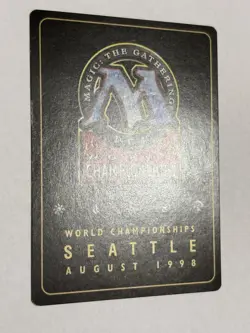 MAGIC: THE GATHERING
M
WORLD CHAMPIONSHIPS
SEATTLE
AUGUST 1998